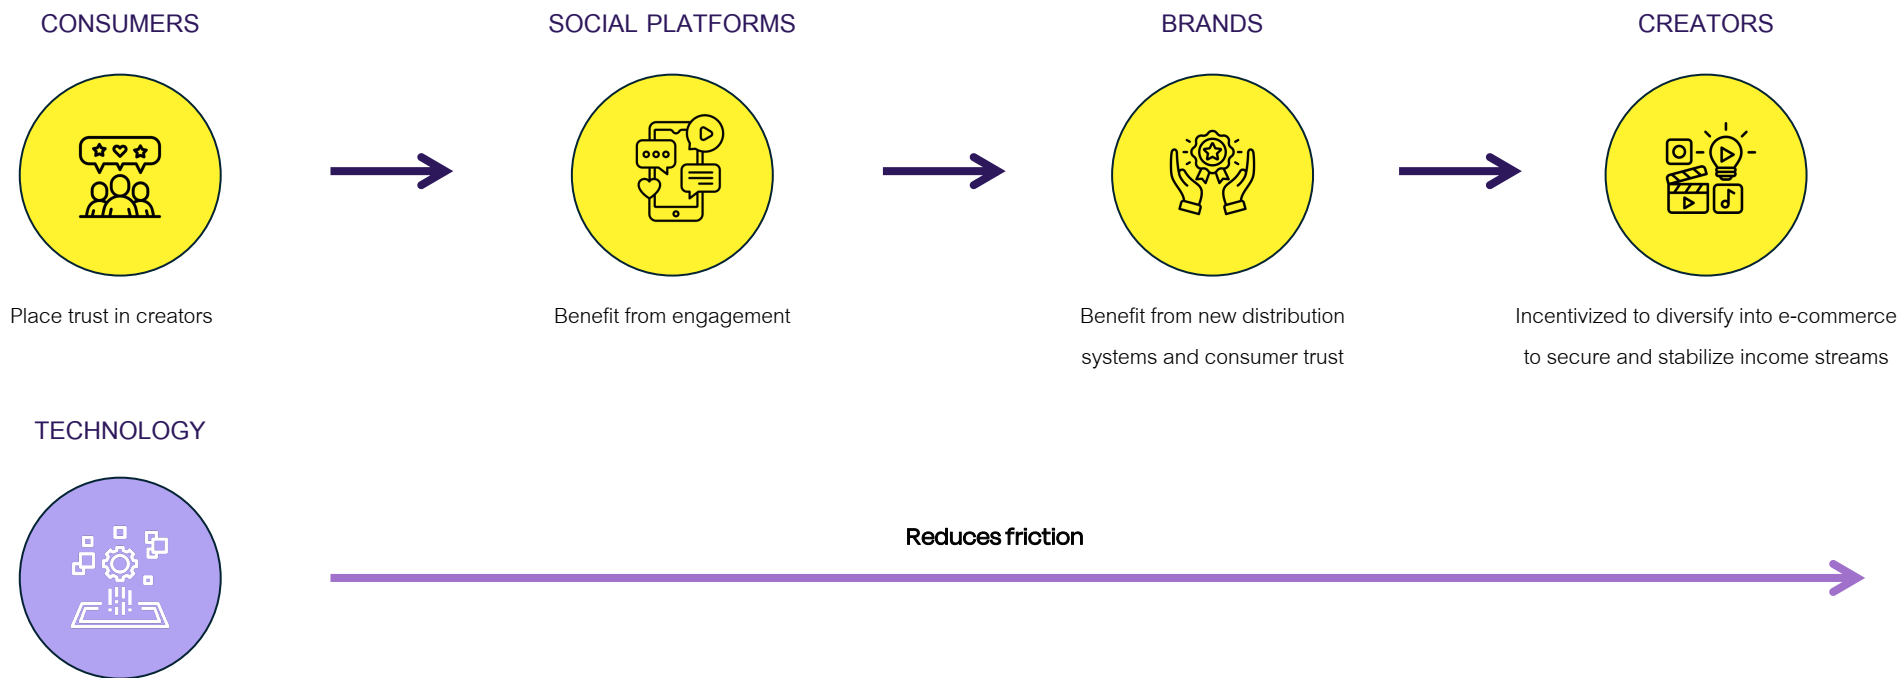 CONSUMERS
SOCIAL PLATFORMS
BRANDS
CREATORS
Place trust in creators
Benefit from engagement
Benefit from new distribution
systems and consumer trust
Incentivized to diversify into e-commerce
to secure and stabilize income streams
TECHNOLOGY
Reduces friction